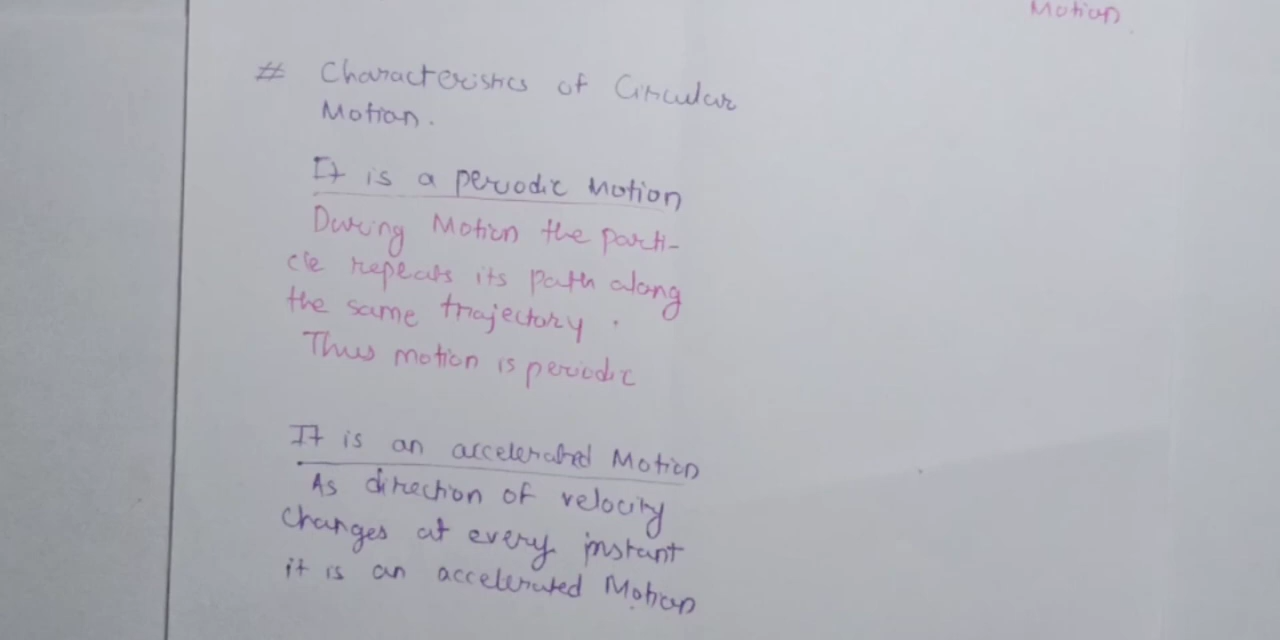 Motion
# Characteristics of Circular
Motion.
It is a periodic Motion
During Motion the parti-
cle repeats its path along
the same trajectory.
Thus motion is periodic
It is an accelerated Motion
As direction of velocity
changes at every instant
it is an accelerated Motion